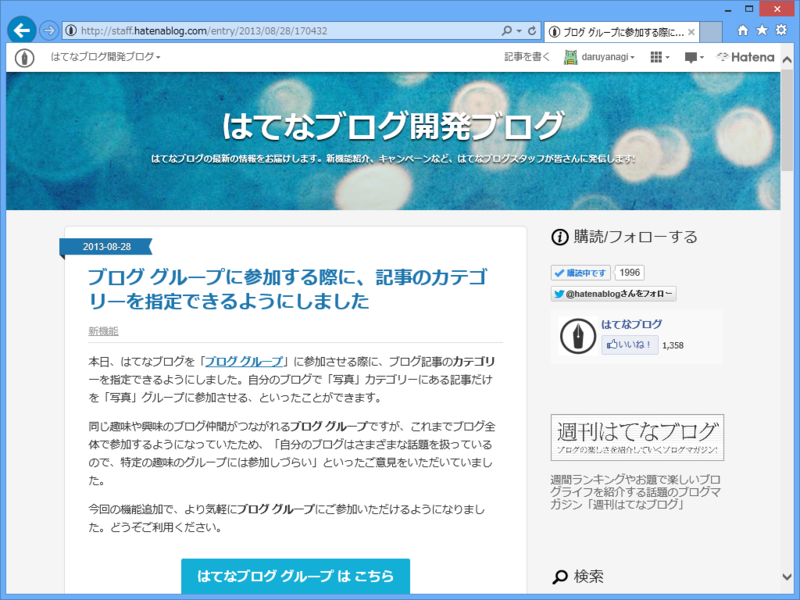 http://staff.hatenablog.com/entry/2013/08/28/170432
ブログ グループに参加する際に...
はてなブログ開発ブログ
記事を書く
daruyanagi
Hatena
はてなブログ開発ブログ
はてなブログの最新の情報をお届けします。新機能紹介、キャンペーンなど、はてなブログスタッフが皆さんに発信します!
2013-08-28
ブログ グループに参加する際に、記事のカテゴ
リーを指定できるようにしました
新機能
本日、はてなブログを「ブログ グループ」に参加させる際に、ブログ記事のカテゴリ
ーを指定できるようにしました。自分のブログで「写真」カテゴリーにある記事だけ
を「写真」グループに参加させる、といったことができます。
同じ趣味や興味のブログ仲間がつながれるブログ グループですが、これまでブログ全
体で参加するようになっていたため、「自分のブログはさまざまな話題を扱っている
ので、特定の趣味のグループには参加しづらい」といったご意見をいただいていまし
た。
今回の機能追加で、より気軽にブログ グループにご参加いただけるようになりまし
た。どうぞご利用ください。
はてなブログ グループ は こちら
購読/フォローする
購読中です
1996
@hatenablogさんをフォロー
はてなブログ
いいね！
1,358
週刊はてなブログ
ブログの楽しさを紹介していくブログマガジン!
週間ランキングやお題で楽しいブロ
グライフを紹介する話題のブログマ
ガジン「週刊はてなブログ」
検索